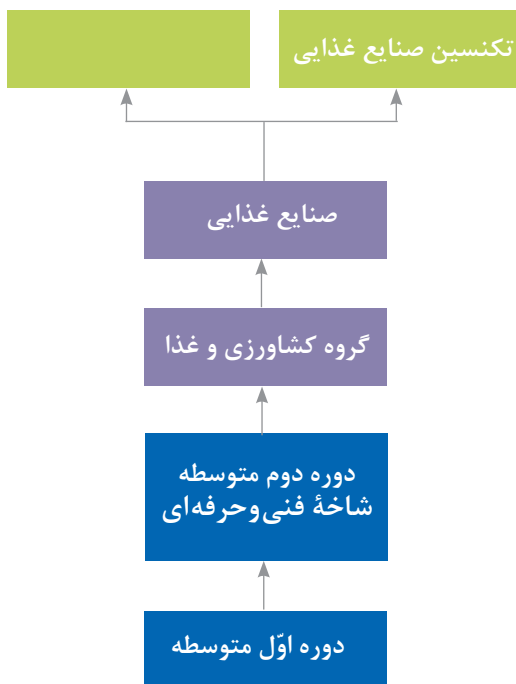 تکنسین صنایع غذایی
صنایع غذایی
گروه کشاورزی و غذا
دوره دوم متوسطه
شاخهٔ فنی‌وحرفه‌ای
دوره اوّل متوسطه